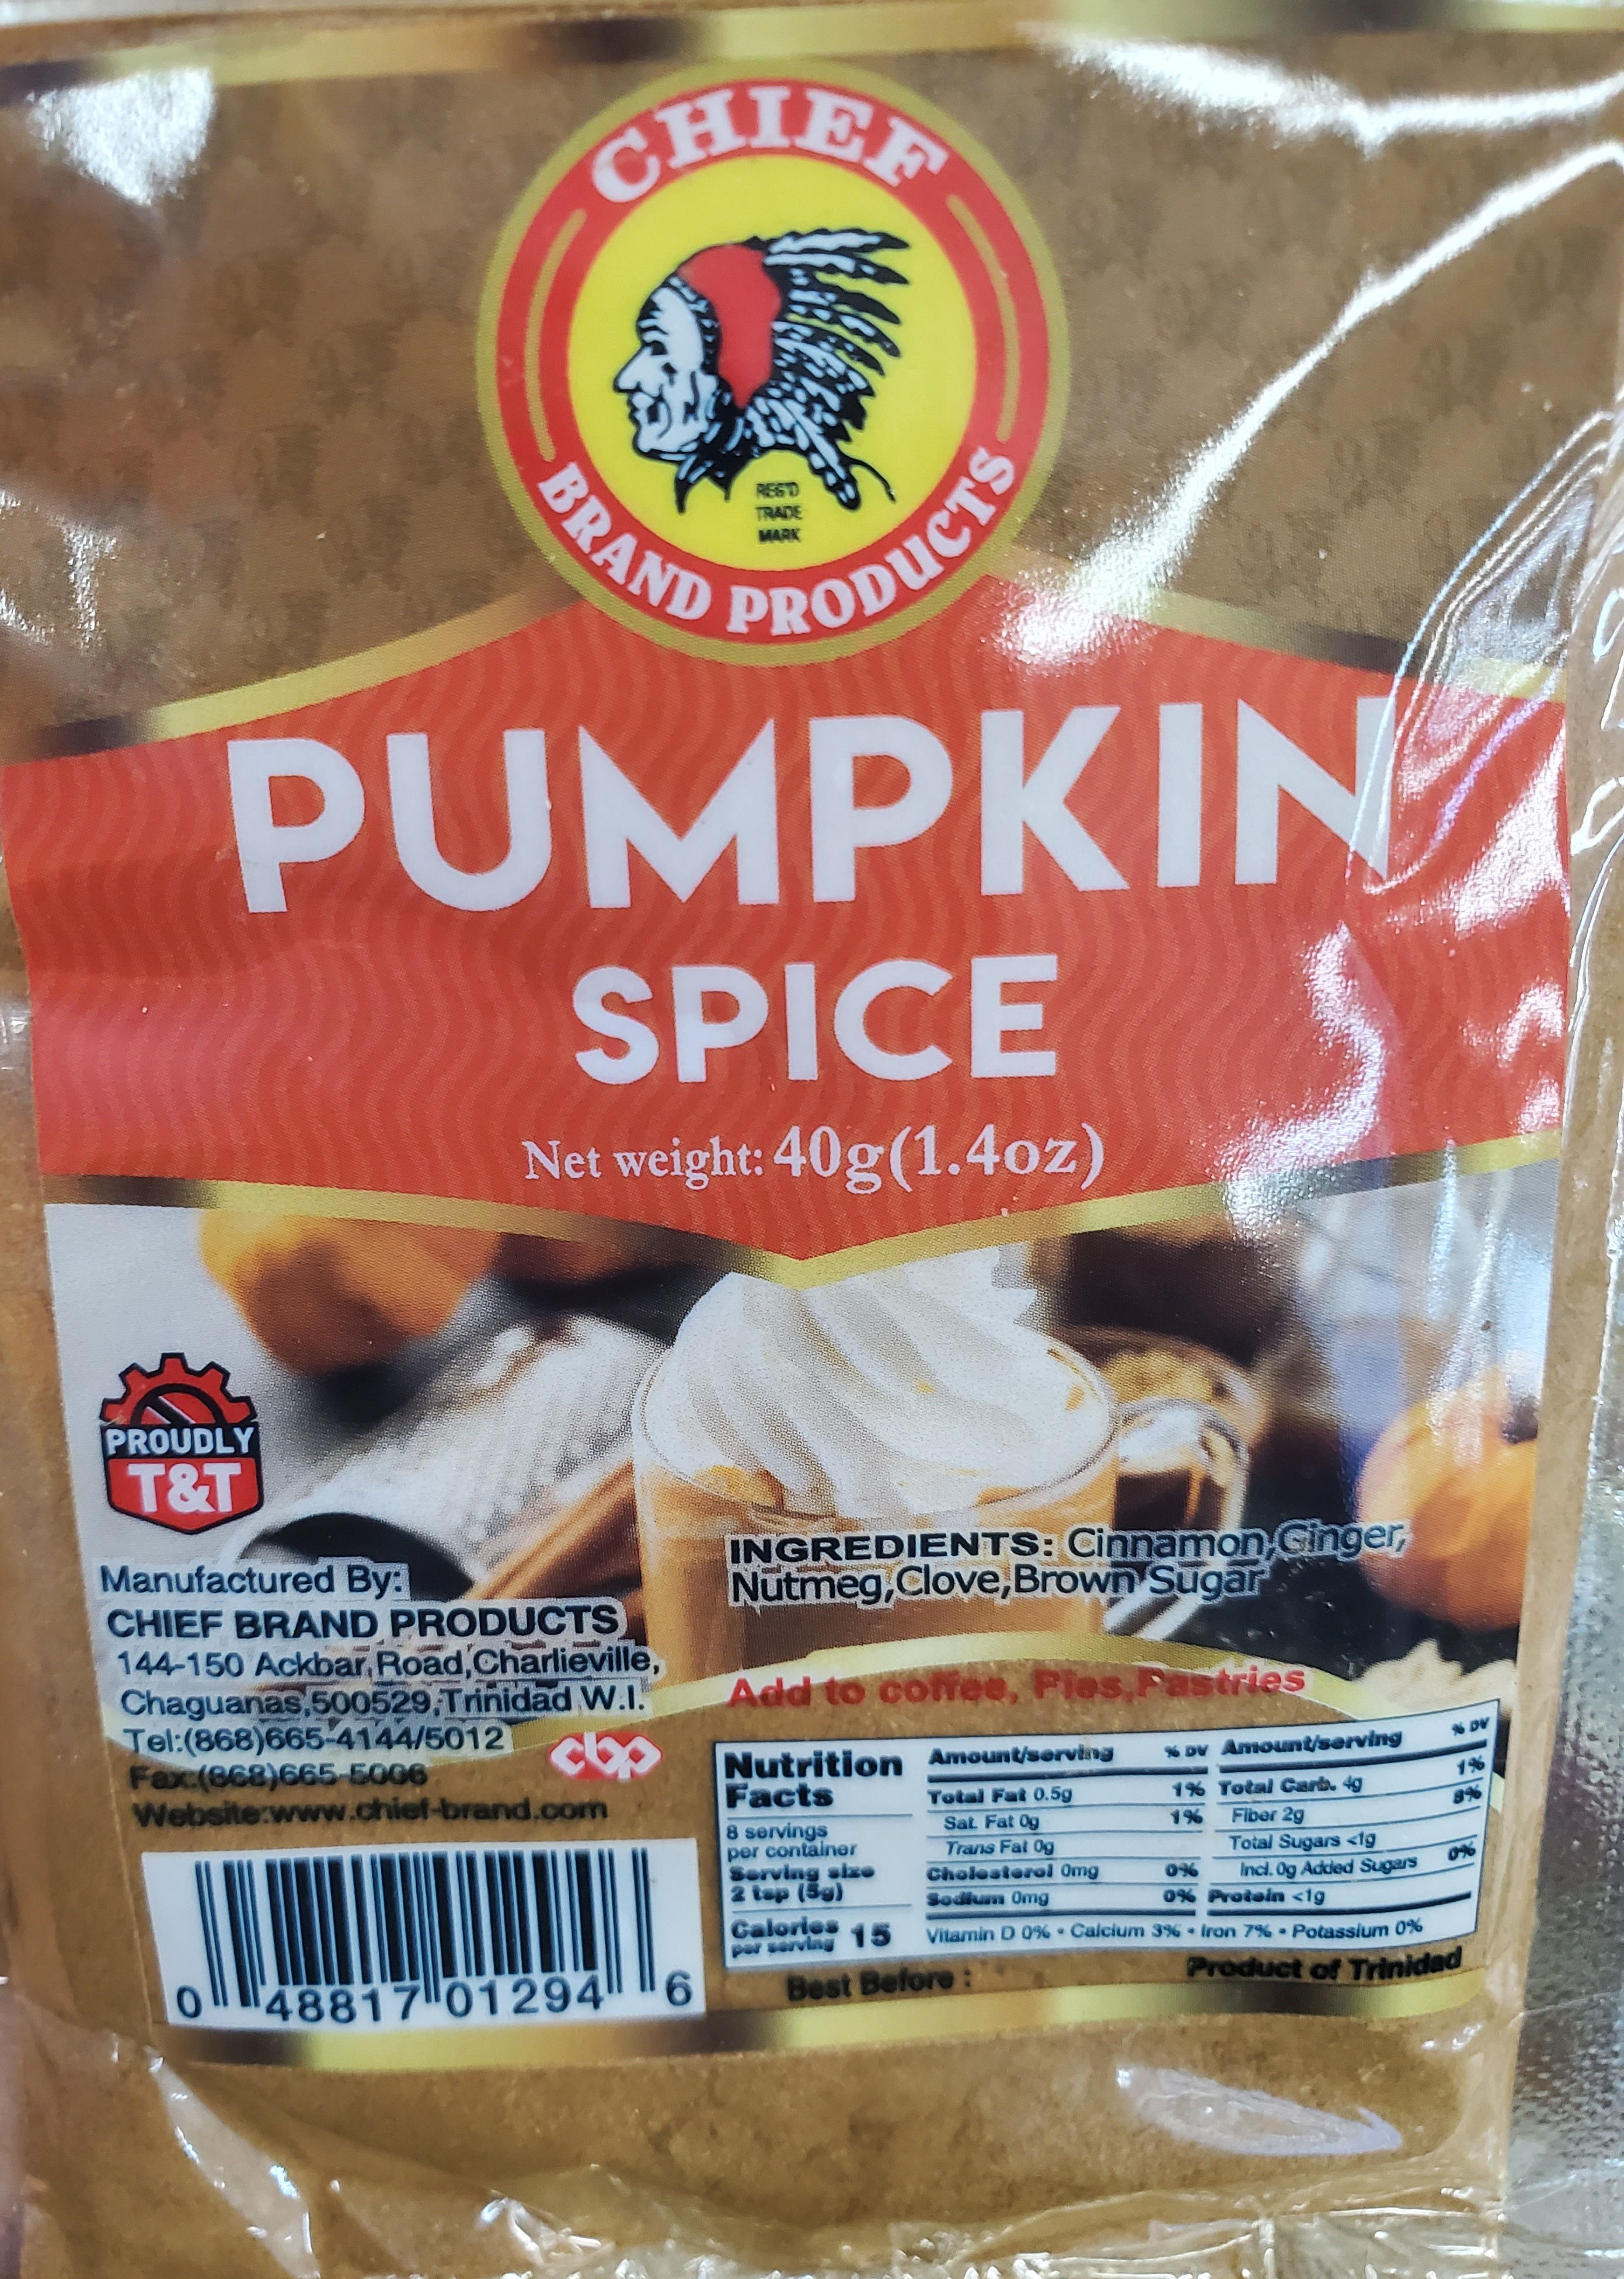 CHIEF
REG'D
TRADE
MARK
BRAND PRODUCTS
PUMPKIN
SPICE
Net weight: 40g(1.4oz)
PROUDLY
T&T
Manufactured By:
CHIEF BRAND PRODUCTS
144-150 Ackbar,Road,Charlieville,
Chaguanas,500529,Trinidad W.I.
Tel:(868)665-4144/5012
Fax:(868)665-5006
Website:www.chief-brand.com
cbp
0 48817 01294 6
INGREDIENTS: Cinnamon,Ginger,
Nutmeg,Clove,Brown Sugar
Add to coffee, Pies,Pastries
Nutrition
Facts
8 servings
per container
Serving size
2 tsp (5g)
Calories 15
per serving
Amount/serving % DV
Total Fat 0.5g 1%
Sat. Fat 0g 1%
Trans Fat 0g
Cholesterol 0mg 0%
Sodium 0mg 0%
Amount/serving % DV
Total Carb. 4g 1%
Fiber 2g 8%
Total Sugars <1g
Incl. 0g Added Sugars 0%
Protein <1g
Vitamin D 0% • Calcium 3% • Iron 7% • Potassium 0%
Best Before :
Product of Trinidad